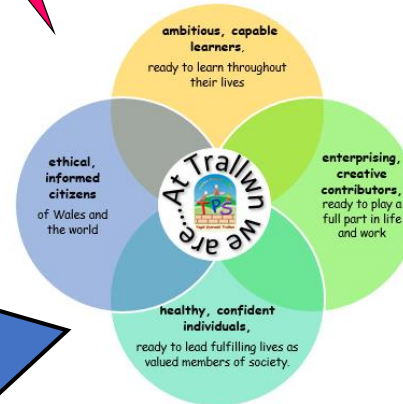 ambitious, capable
learners,
ready to learn throughout
their lives
ethical,
informed
citizens
of Wales and
the world
At Trallwn we are...
TPS
enterprising,
creative
contributors,
ready to play a
full part in life
and work
healthy, confident
individuals,
ready to lead fulfilling lives as
valued members of society.